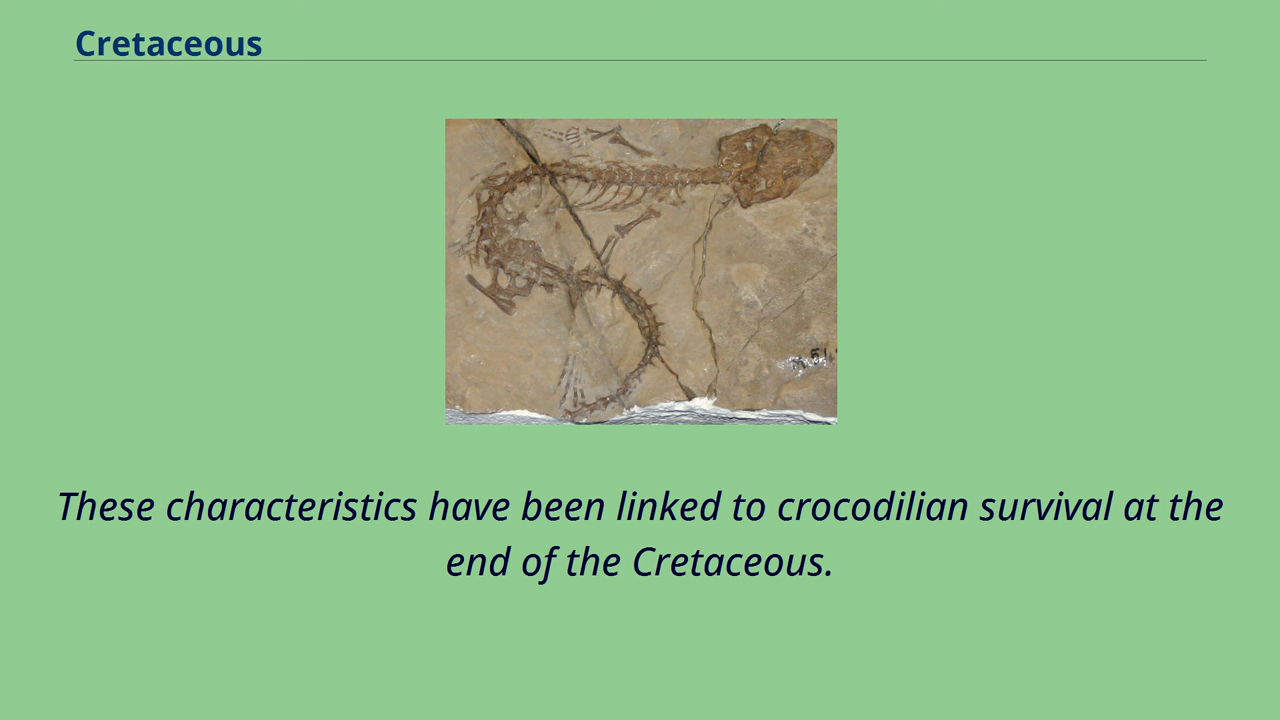 Cretaceous
These characteristics have been linked to crocodilian survival at the
end of the Cretaceous.